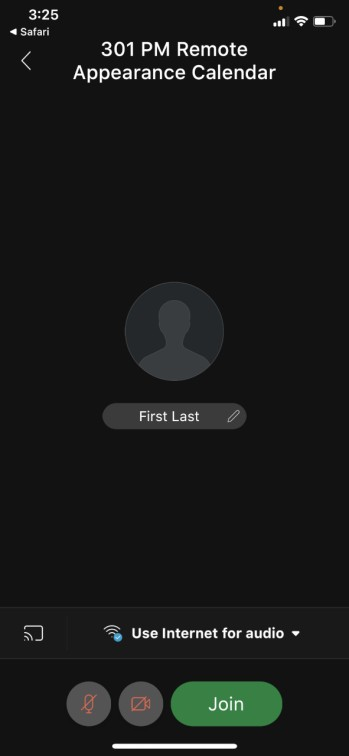 3:25
◀ Safari
301 PM Remote
Appearance Calendar
First Last
Use Internet for audio
Join